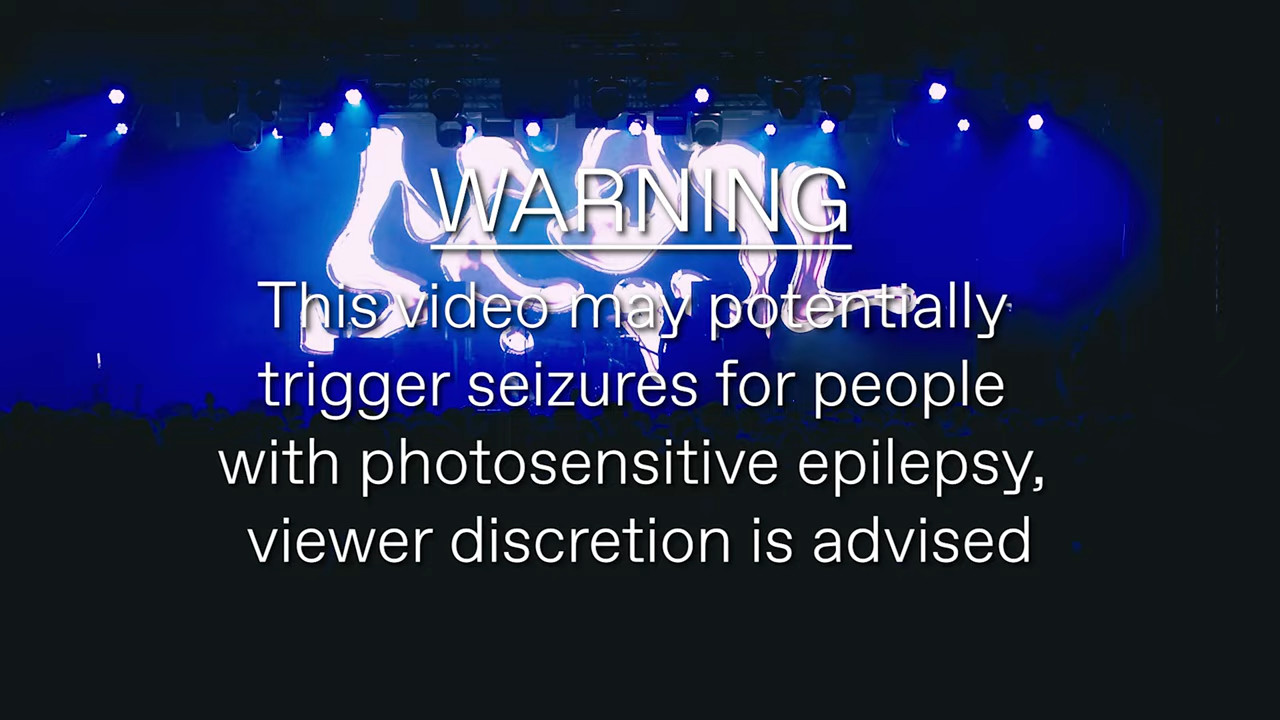 WARNING
This video may potentially
trigger seizures for people
with photosensitive epilepsy,
viewer discretion is advised